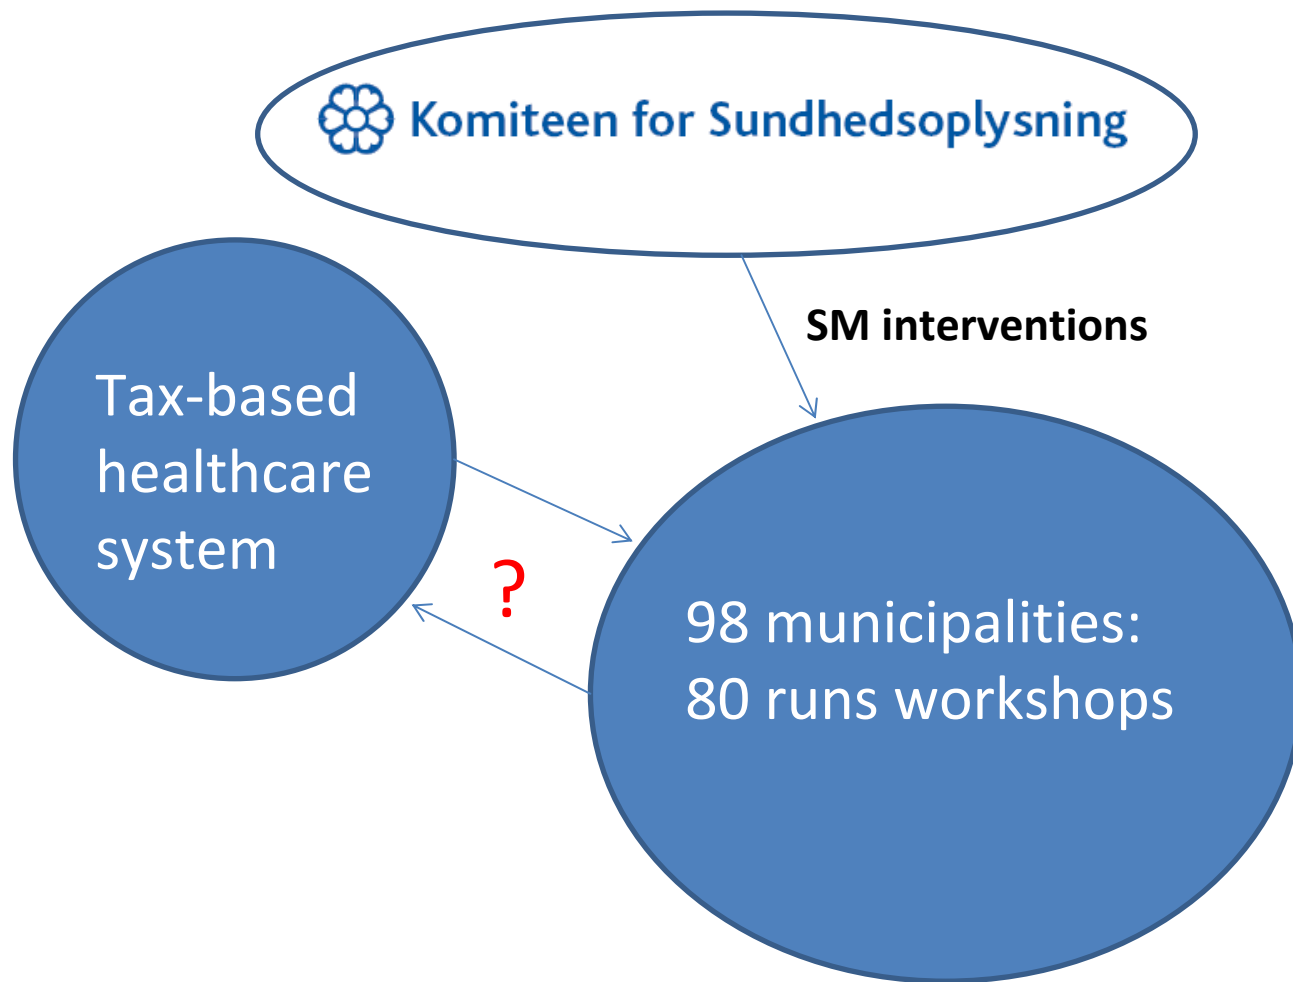 Komiteen for Sundhedsoplysning
SM interventions
Tax-based
healthcare
system
?
98 municipalities:
80 runs workshops